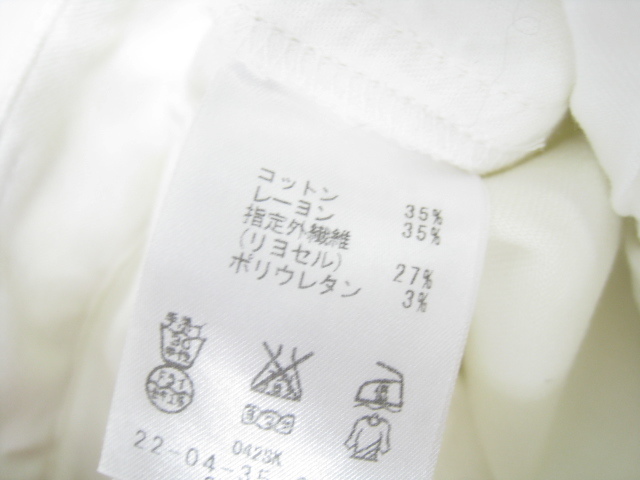 コットン 35%
レーヨン 35%
指定外繊維
(リヨセル) 27%
ポリウレタン 3%
042SK
22-04-35